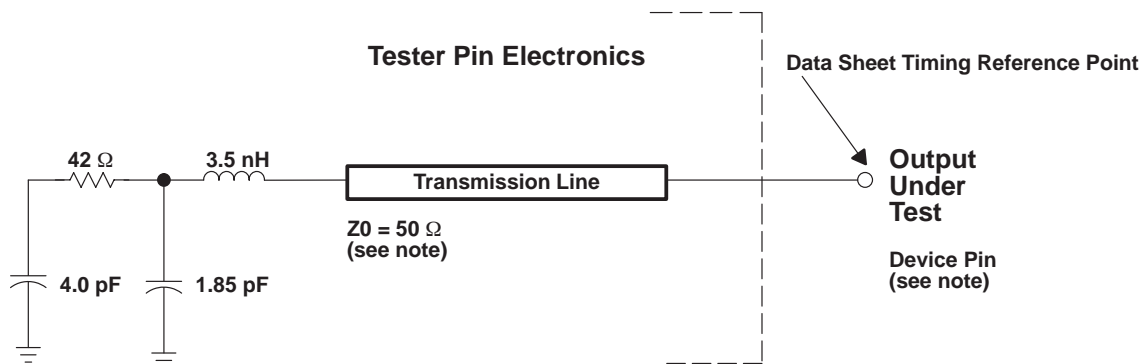 Tester Pin Electronics
Data Sheet Timing Reference Point
42 Ω
3.5 nH
Transmission Line
Output
Under
Test
Z0 = 50 Ω
(see note)
Device Pin
(see note)
4.0 pF
1.85 pF